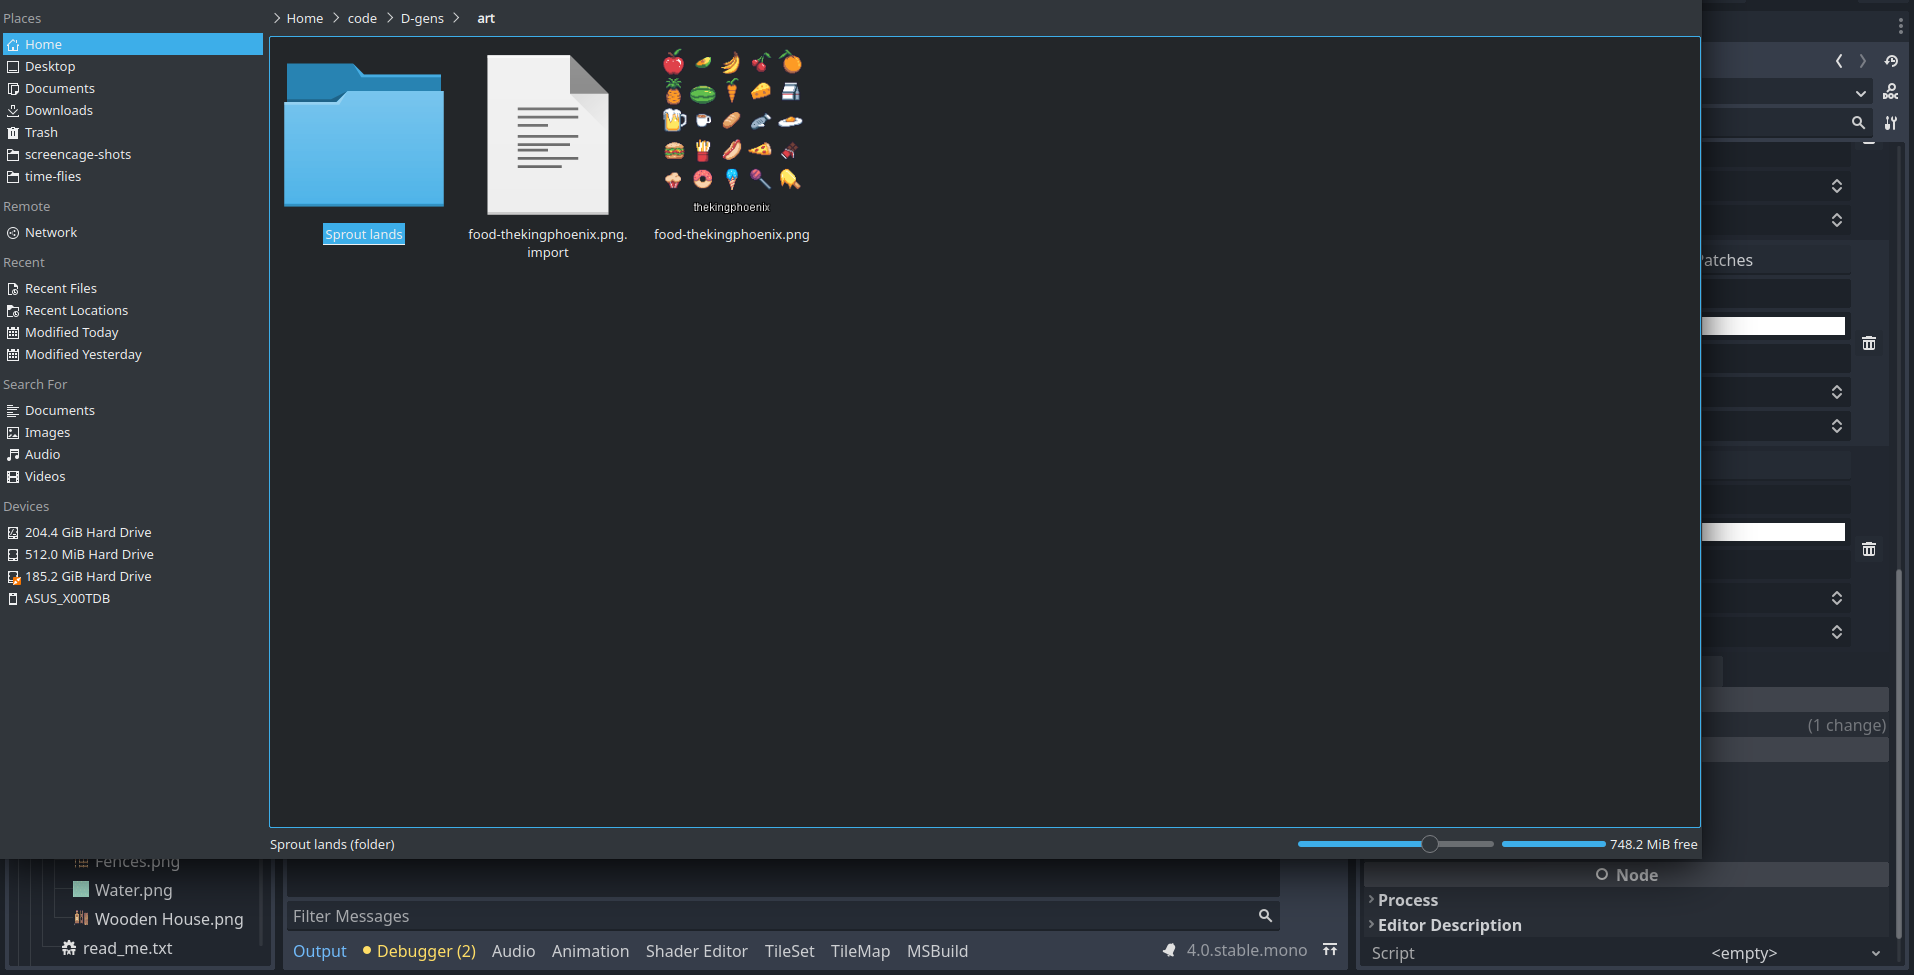 Places
Home
Desktop
Documents
Downloads
Trash
screencage-shots
time-flies
Remote
Network
Recent
Recent Files
Recent Locations
Modified Today
Modified Yesterday
Search For
Documents
Images
Audio
Videos
Devices
204.4 GiB Hard Drive
512.0 MiB Hard Drive
185.2 GiB Hard Drive
ASUS_X00TDB
Home code D-gens art
thekingphoenix
Sprout lands
food-thekingphoenix.png.
import
food-thekingphoenix.png
Sprout lands (folder)
748.2 MiB free
Patches
(1 change)
Fences.png
Water.png
Wooden House.png
read_me.txt
Filter Messages
Output Debugger (2) Audio Animation Shader Editor TileSet TileMap MSBuild
4.0.stable.mono
Node
Process
Editor Description
Script <empty>